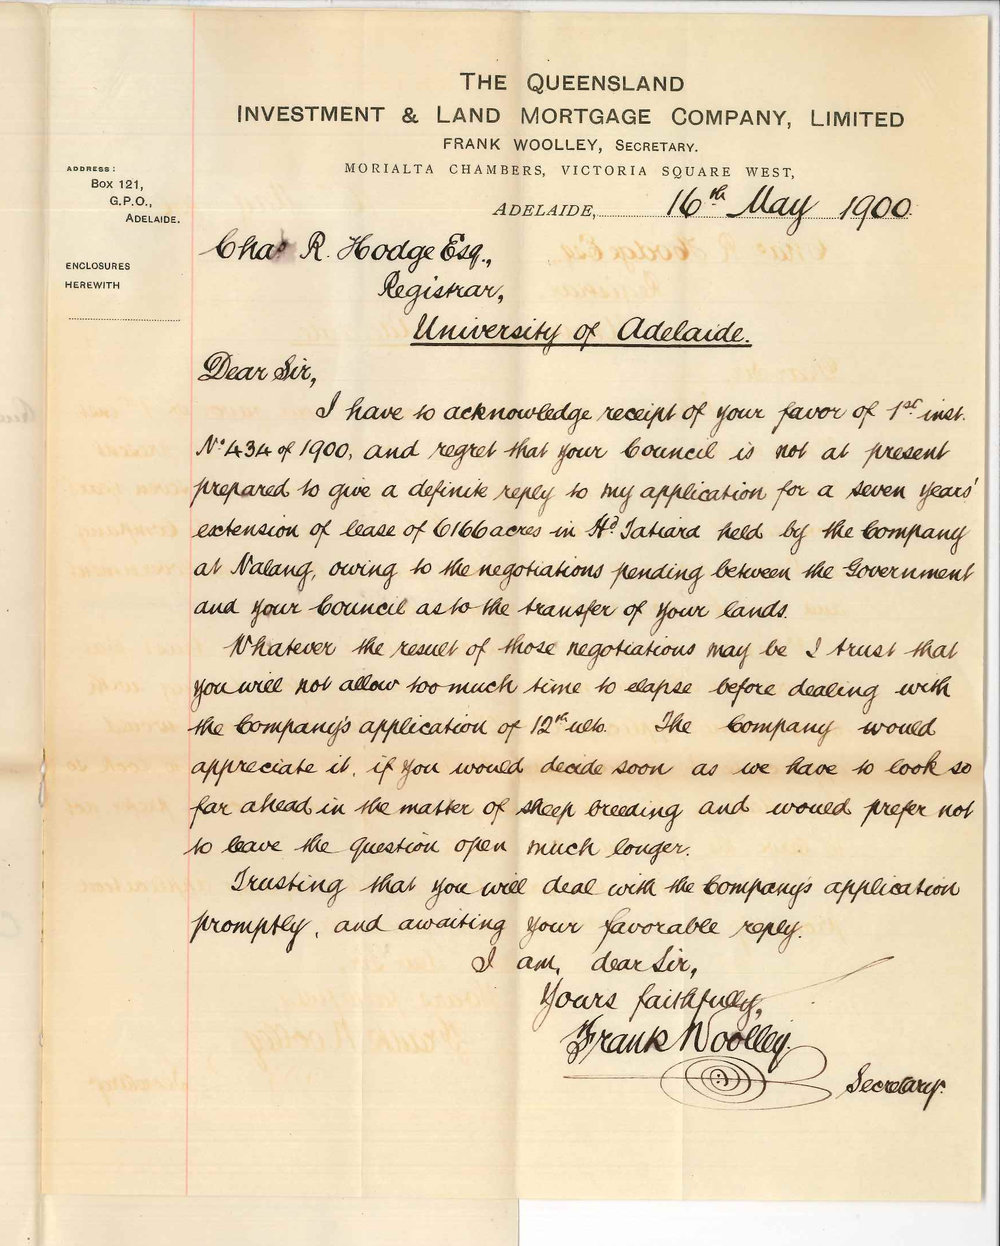 THE QUEENSLAND
INVESTMENT & LAND MORTGAGE COMPANY, LIMITED
FRANK WOOLLEY, SECRETARY.
MORIALTA CHAMBERS, VICTORIA SQUARE WEST,
ADDRESS:
Box 121,
G.P.O.,
ADELAIDE.
ENCLOSURES
HEREWITH
ADELAIDE, 16th May 1900.
Chas R. Hodge Esq.,
Registrar,
University of Adelaide.
Dear Sir,
I have to acknowledge receipt of your favor of 1st inst.
No 434 of 1900, and regret that your Council is not at present
prepared to give a definite reply to my application for a seven years'
extension of lease of 6166 acres in Hd Tatiara held by the Company
at Nalang, owing to the negotiations pending between the Government
and your Council as to the transfer of your lands.
Whatever the result of those negotiations may be I trust that
you will not allow too much time to elapse before dealing with
the Company's application of 12th ulto. The Company would
appreciate it, if you would decide soon as we have to look so
far ahead in the matter of sheep breeding and would prefer not
to leave the question open much longer.
Trusting that you will deal with the Company's application
promptly, and awaiting your favorable reply.
I am, dear Sir,
Yours faithfully,
Frank Woolley.
Secretary.